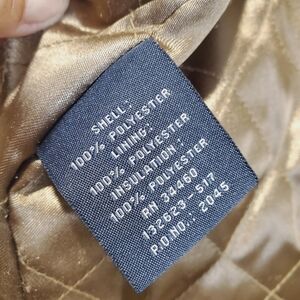 SHELL:
100% POLYESTER
LINING:
100% POLYESTER
INSULATION:
100% POLYESTER
RN 34460
132623-517
P.O.NO.: 2045